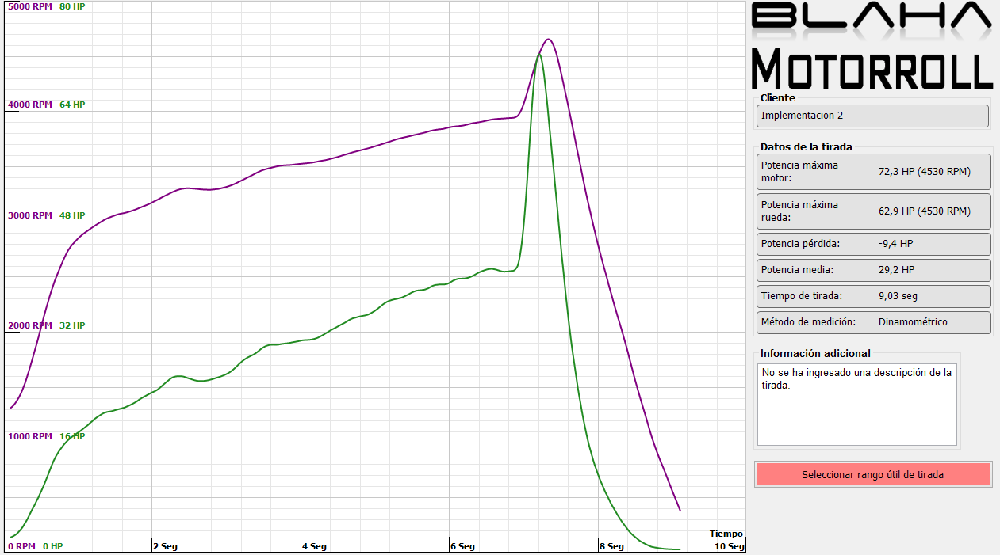 5000 RPM 80 HP
4000 RPM 64 HP
3000 RPM 48 HP
2000 RPM 32 HP
1000 RPM 16 HP
0 RPM 0 HP
2 Seg
4 Seg
6 Seg
8 Seg
Tiempo
10 Seg
BLAHA
MOTORROLL
Cliente
Implementacion 2
Datos de la tirada
Potencia máxima
motor:
72,3 HP (4530 RPM)
Potencia máxima
rueda:
62,9 HP (4530 RPM)
Potencia pérdida: -9,4 HP
Potencia media: 29,2 HP
Tiempo de tirada: 9,03 seg
Método de medición: Dinamométrico
Información adicional
No se ha ingresado una descripción de la
tirada.
Seleccionar rango útil de tirada